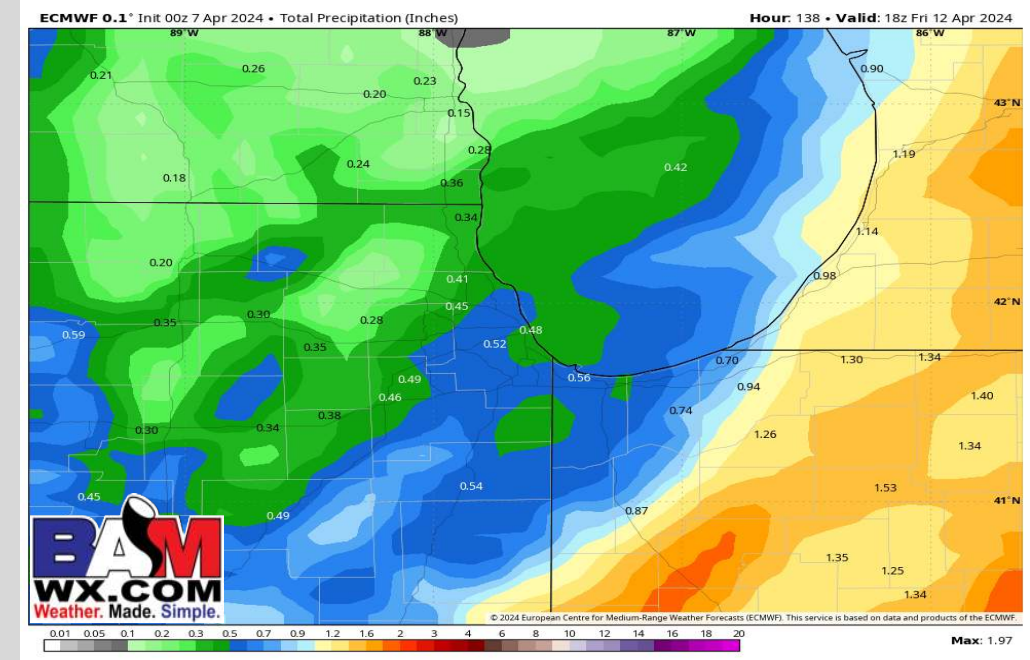 ECMWF 0.1° Init 00z 7 Apr 2024 • Total Precipitation (Inches) Hour: 138 • Valid: 18z Fri 12 Apr 2024
89°W 88°W 87°W 86°W
0.21 0.26 0.23 0.90
0.20
43°N
0.15
0.28 1.19
0.24 0.42
0.18 0.36
0.34
1.14
0.20
0.41 0.98
0.45 42°N
0.35 0.30 0.28
0.59 0.48
0.35 0.52
0.70 1.30 1.34
0.49 0.56
0.46 0.94 1.40
0.38 0.74
0.30 0.34 1.26
1.34
0.54 1.53
0.45 41°N
0.49 0.87
BAM
1.35
1.25
WX.COM
1.34
Weather. Made. Simple.
© 2024 European Centre for Medium-Range Weather Forecasts (ECMWF). This service is based on data and products of the ECMWF.
0.01 0.05 0.1 0.2 0.3 0.5 0.7 0.9 1.2 1.6 2 3 4 6 8 10 12 14 16 18 20
Max: 1.97